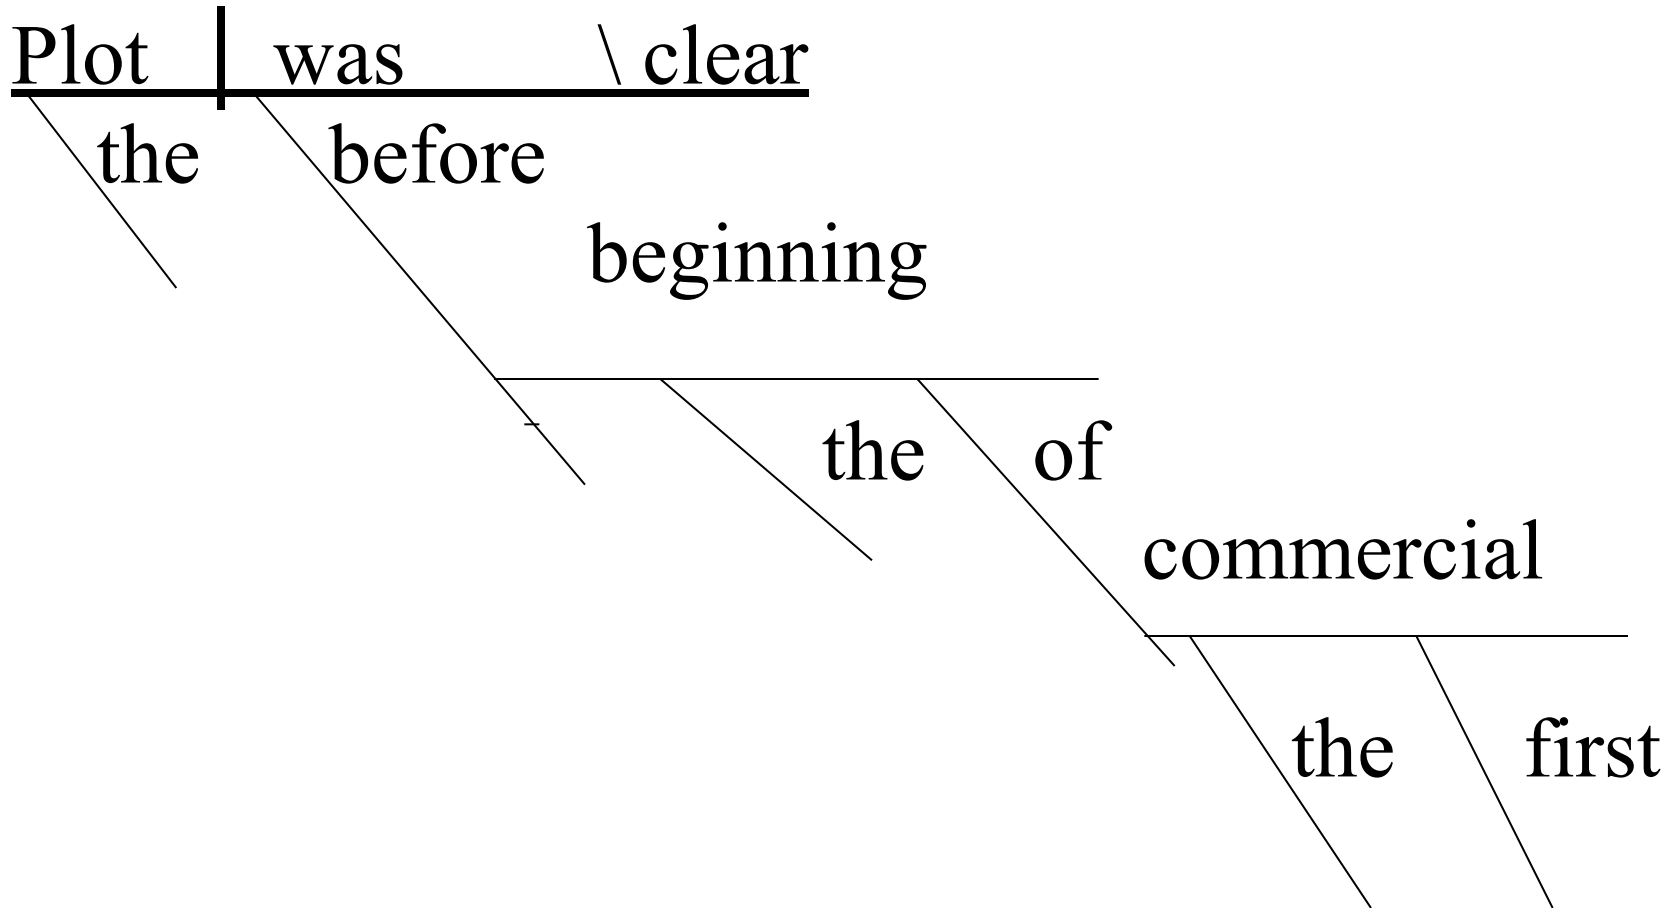 Plot was \ clear
the before
beginning
the of
commercial
the first